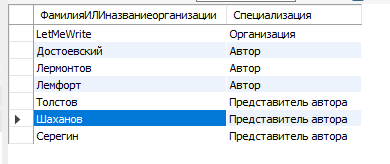 ФамилияИЛИназваниеорганизации Специализация
LetMeWrite Организация
Достоевский Автор
Лермонтов Автор
Лемфорт Автор
Толстов Представитель автора
Шаханов Представитель автора
Серегин Представитель автора